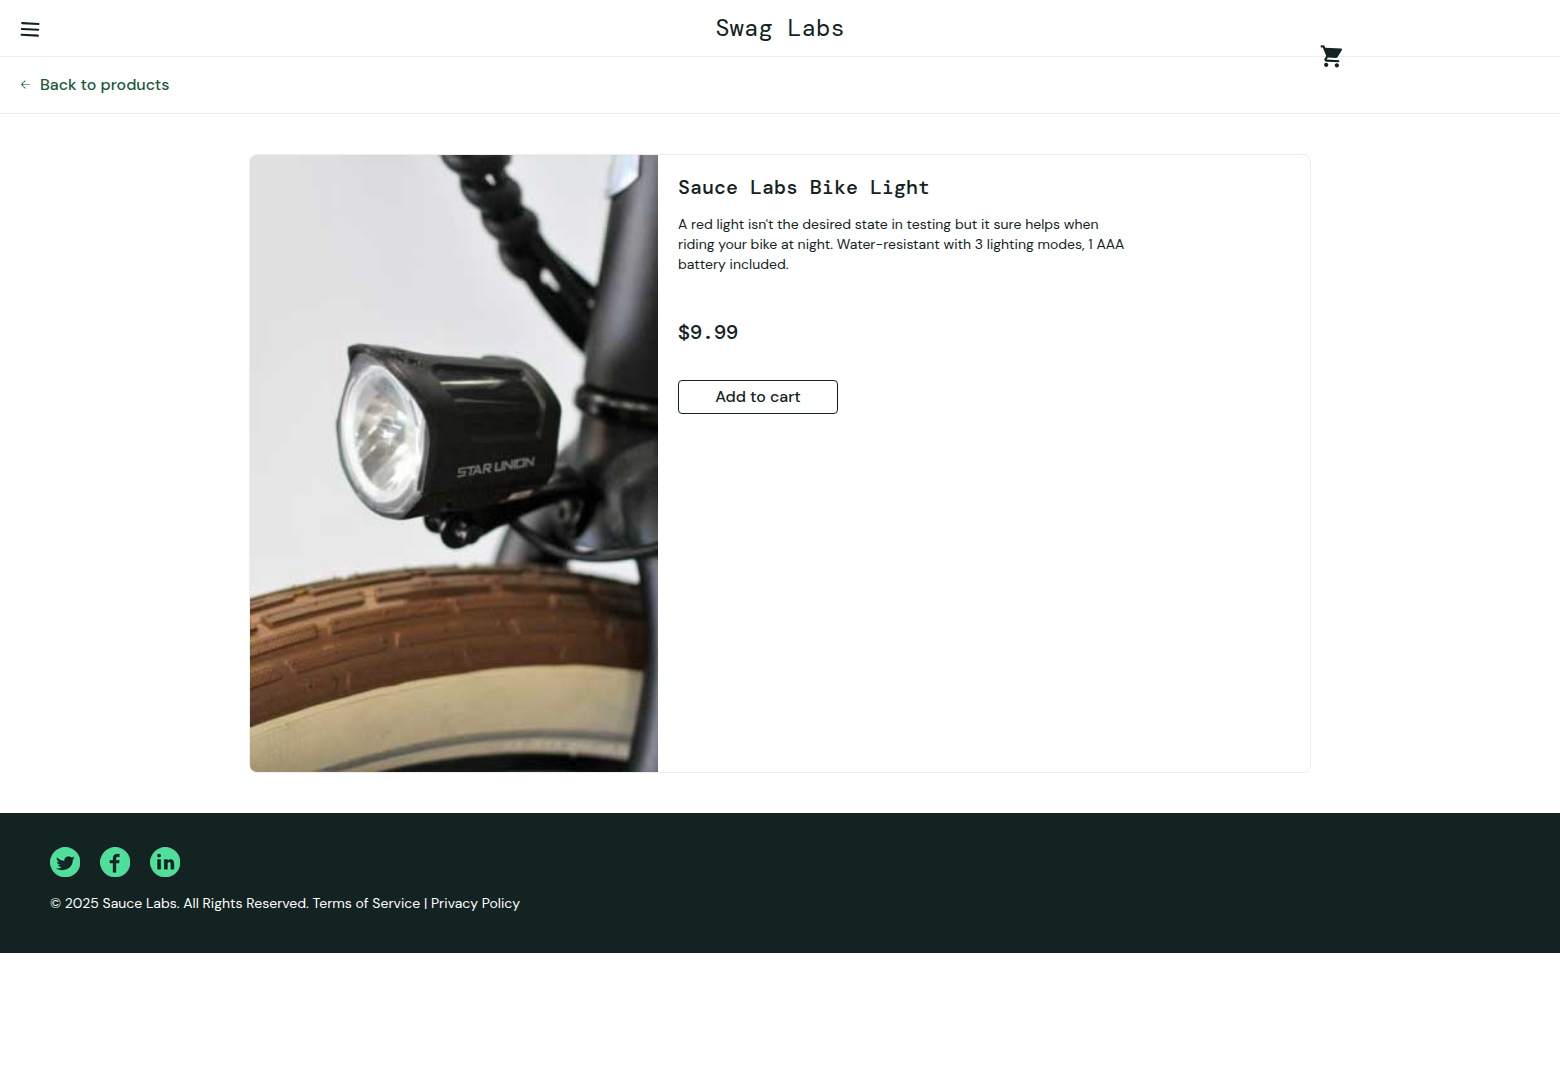 Swag Labs
Back to products
Sauce Labs Bike Light
A red light isn't the desired state in testing but it sure helps when
riding your bike at night. Water-resistant with 3 lighting modes, 1 AAA
battery included.
$9.99
Add to cart
STAR UNION
© 2025 Sauce Labs. All Rights Reserved. Terms of Service | Privacy Policy